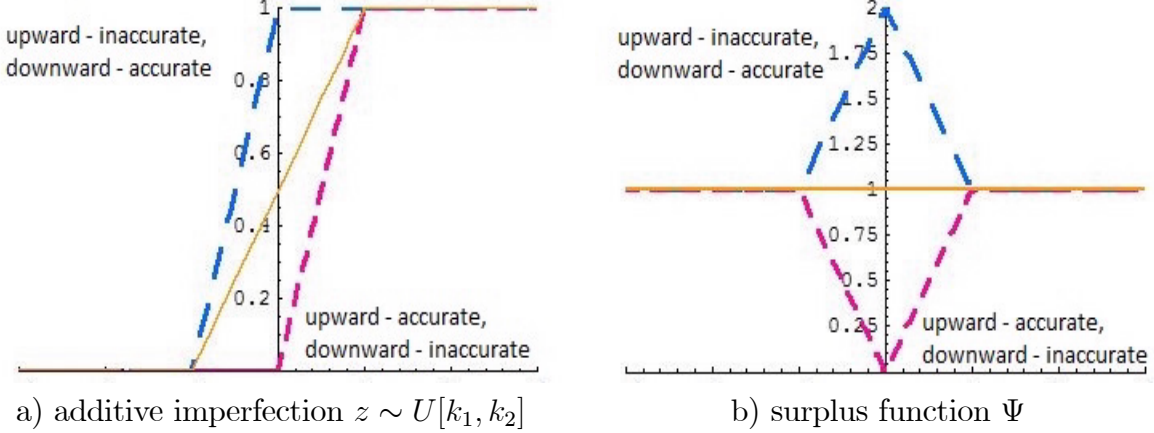 1
upward - inaccurate,
downward - accurate
0.8
0.6
0.4
0.2
upward - accurate,
downward - inaccurate
a) additive imperfection z ∼ U[k₁, k₂]
2
upward - inaccurate,
downward - accurate
1.75
1.5
1.25
1
0.75
0.5
0.25
upward - accurate,
downward - inaccurate
b) surplus function Ψ